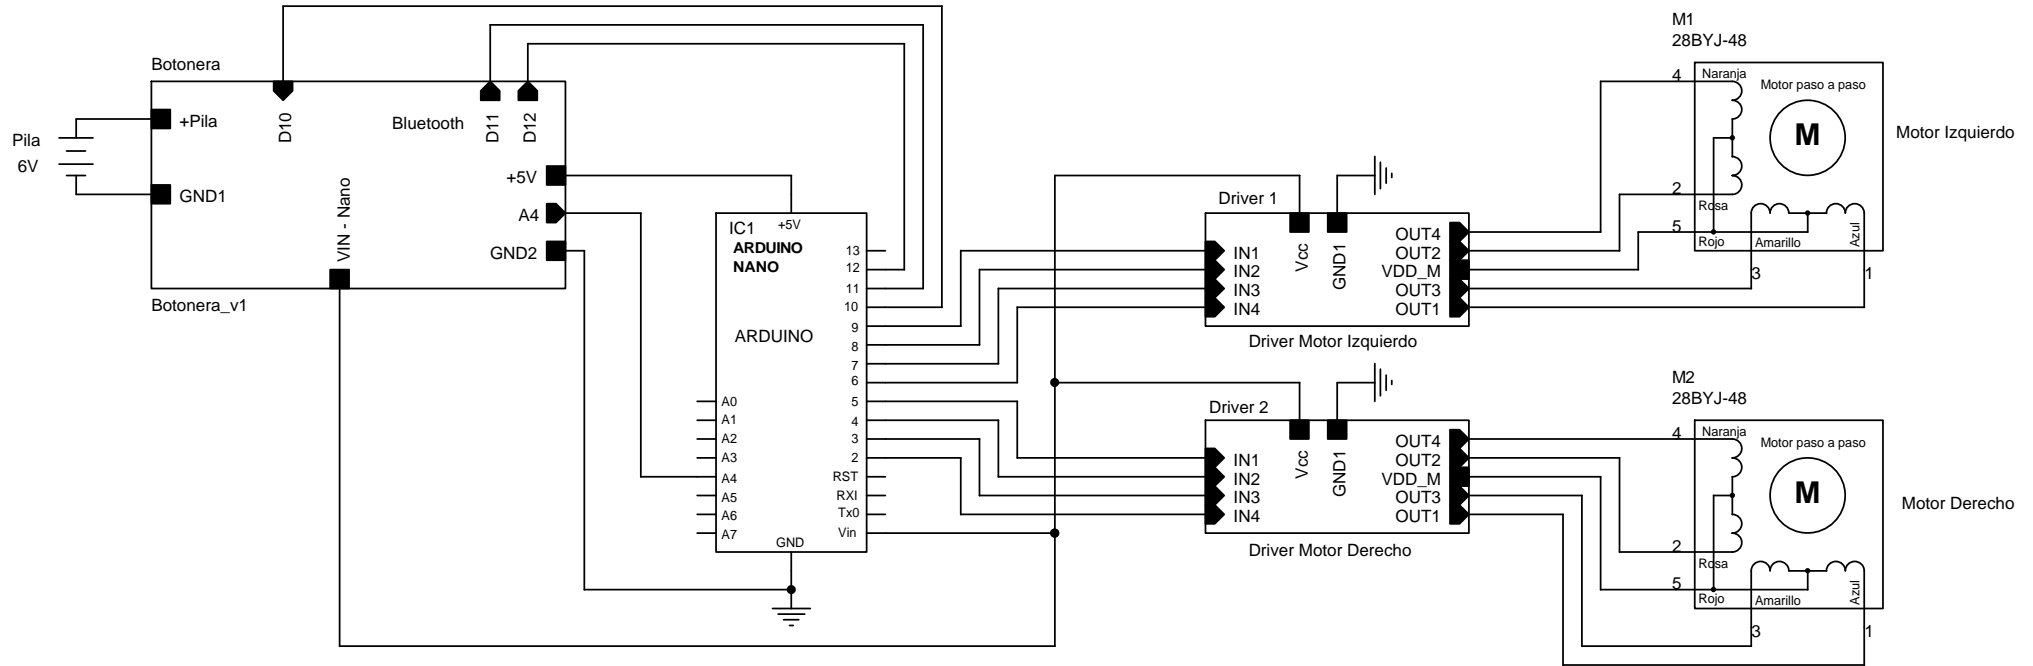 Botonera
+Pila
GND1
Pila
6V
D10
Bluetooth
D11
D12
+5V
A4
GND2
VIN - Nano
Botonera_v1
IC1
+5V
ARDUINO
NANO
ARDUINO
13
12
11
10
9
8
7
6
5
4
3
2
RST
RXI
Tx0
Vin
A0
A1
A2
A3
A4
A5
A6
A7
GND
Driver 1
Vcc
GND1
IN1
IN2
IN3
IN4
OUT4
OUT2
VDD_M
OUT3
OUT1
Driver Motor Izquierdo
Driver 2
Vcc
GND1
IN1
IN2
IN3
IN4
OUT4
OUT2
VDD_M
OUT3
OUT1
Driver Motor Derecho
M1
28BYJ-48
4
Naranja
Motor paso a paso
M
Motor Izquierdo
2
Rosa
5
Rojo
Amarillo
Azul
3
1
M2
28BYJ-48
4
Naranja
Motor paso a paso
M
Motor Derecho
2
Rosa
5
Rojo
Amarillo
Azul
3
1